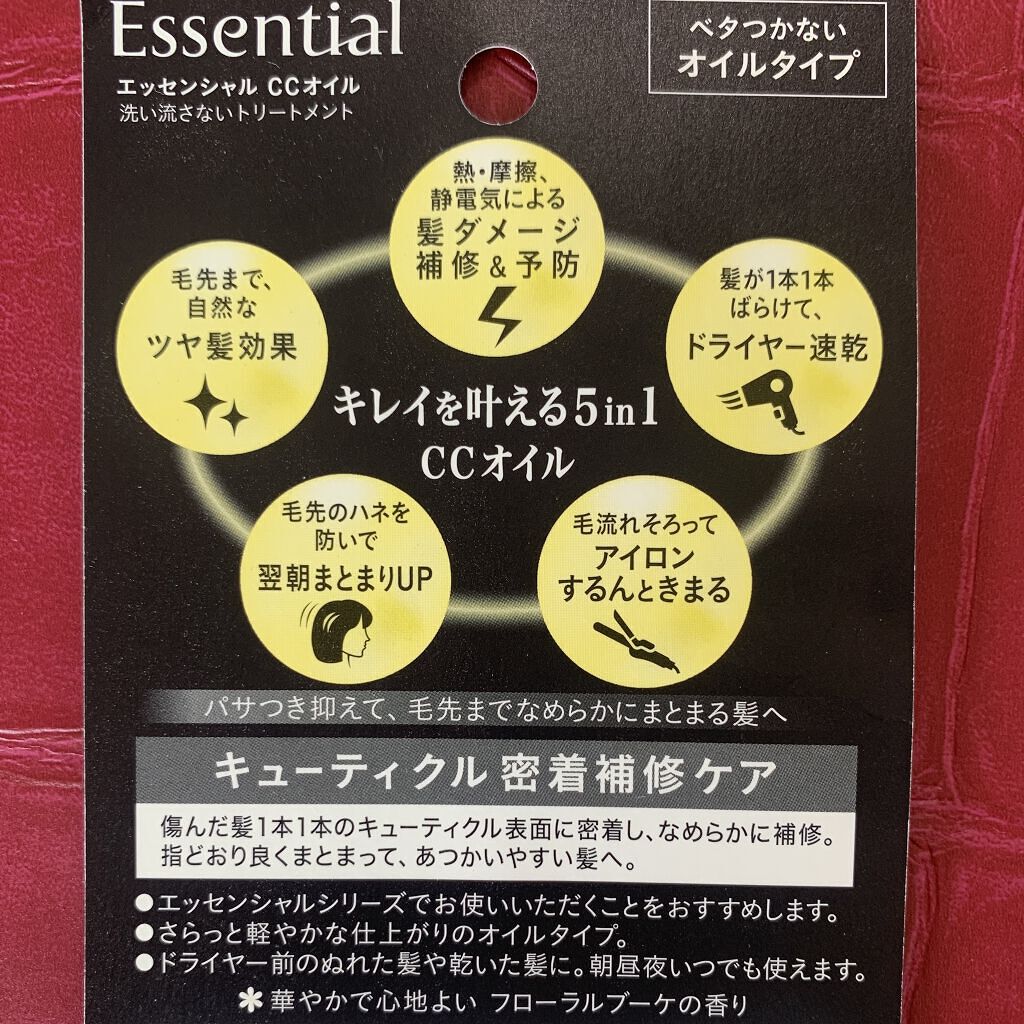 Essential
エッセンシャル CCオイル
洗い流さないトリートメント
ベタつかない
オイルタイプ
熱・摩擦、
静電気による
髪ダメージ
補修&予防
毛先まで、
自然な
ツヤ髪効果
髪が1本1本
ばらけて、
ドライヤー速乾
キレイを叶える5in1
CCオイル
毛先のハネを
防いで
翌朝まとまりUP
毛流れそろって
アイロン
するんときまる
パサつき抑えて、毛先までなめらかにまとまる髪へ
キューティクル 密着補修ケア
傷んだ髪1本1本のキューティクル表面に密着し、なめらかに補修。
指どおり良くまとまって、あつかいやすい髪へ。
●エッセンシャルシリーズでお使いいただくことをおすすめします。
●さらっと軽やかな仕上がりのオイルタイプ。
●ドライヤー前のぬれた髪や乾いた髪に。朝昼夜いつでも使えます。
＊華やかで心地よい フローラルブーケの香り